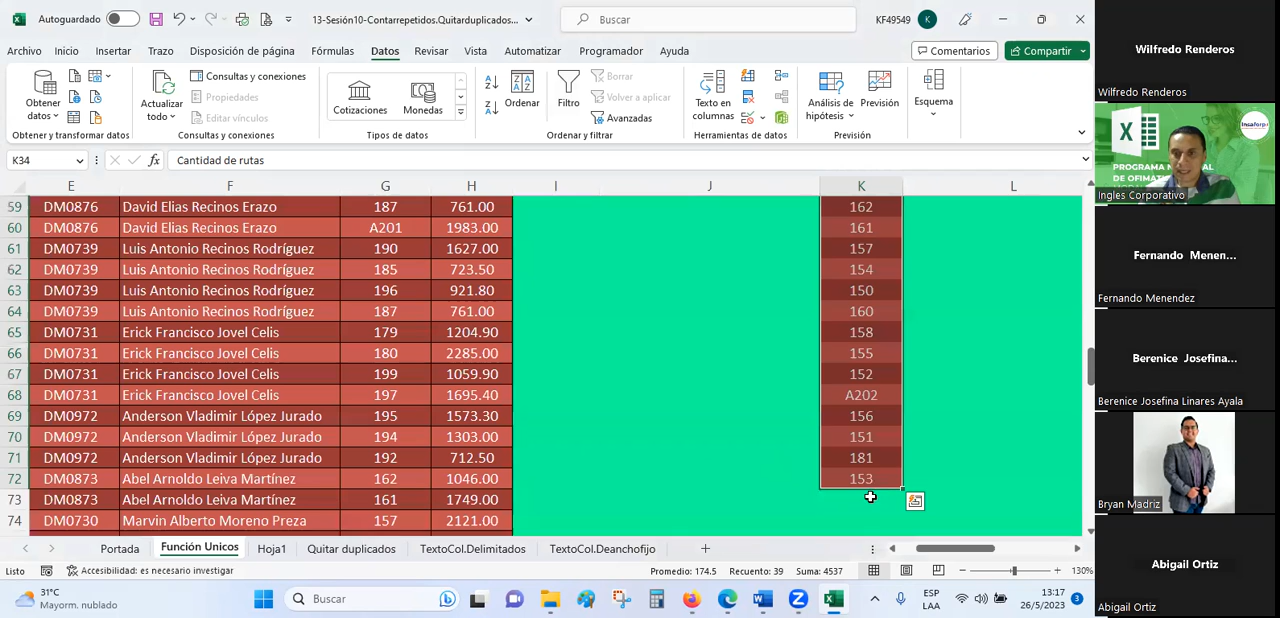 Autoguardado
13-Sesión10-Contarrepetidos.Quitarduplicados...
Buscar
KF49549
K
Archivo Inicio Insertar Trazo Disposición de página Fórmulas Datos Revisar Vista Automatizar Programador Ayuda
Comentarios
Compartir
Obtener datos
Consultas y conexiones
Propiedades
Editar vínculos
Actualizar todo
Cotizaciones
Monedas
Ordenar
Filtro
Borrar
Volver a aplicar
Avanzadas
Texto en columnas
Análisis de hipótesis
Previsión
Esquema
Obtener y transformar datos
Consultas y conexiones
Tipos de datos
Ordenar y filtrar
Herramientas de datos
Previsión
K34
fx
Cantidad de rutas
E F G H I J K L
59 DM0876 David Elias Recinos Erazo 187 761.00 162
60 DM0876 David Elias Recinos Erazo A201 1983.00 161
61 DM0739 Luis Antonio Recinos Rodríguez 190 1627.00 157
62 DM0739 Luis Antonio Recinos Rodríguez 185 723.50 154
63 DM0739 Luis Antonio Recinos Rodríguez 196 921.80 150
64 DM0739 Luis Antonio Recinos Rodríguez 187 761.00 160
65 DM0731 Erick Francisco Jovel Celis 179 1204.90 158
66 DM0731 Erick Francisco Jovel Celis 180 2285.00 155
67 DM0731 Erick Francisco Jovel Celis 199 1059.90 152
68 DM0731 Erick Francisco Jovel Celis 197 1695.40 A202
69 DM0972 Anderson Vladimir López Jurado 195 1573.30 156
70 DM0972 Anderson Vladimir López Jurado 194 1303.00 151
71 DM0972 Anderson Vladimir López Jurado 192 712.50 181
72 DM0873 Abel Arnoldo Leiva Martínez 162 1046.00 153
73 DM0873 Abel Arnoldo Leiva Martínez 161 1749.00
74 DM0730 Marvin Alberto Moreno Preza 157 2121.00
Portada Función Unicos Hoja1 Quitar duplicados TextoCol.Delimitados TextoCol.Deanchofijo
Listo
Accesibilidad: es necesario investigar
Promedio: 174.5 Recuento: 39 Suma: 4537
130%
31°C
Mayorm. nublado
Buscar
ESP
LAA
13:17
26/5/2023
3
Wilfredo Renderos
Wilfredo Renderos
Ingles Corporativo
Fernando Menen...
Fernando Menendez
Berenice Josefina...
Berenice Josefina Linares Ayala
Bryan Madriz
Abigail Ortiz
Abigail Ortiz